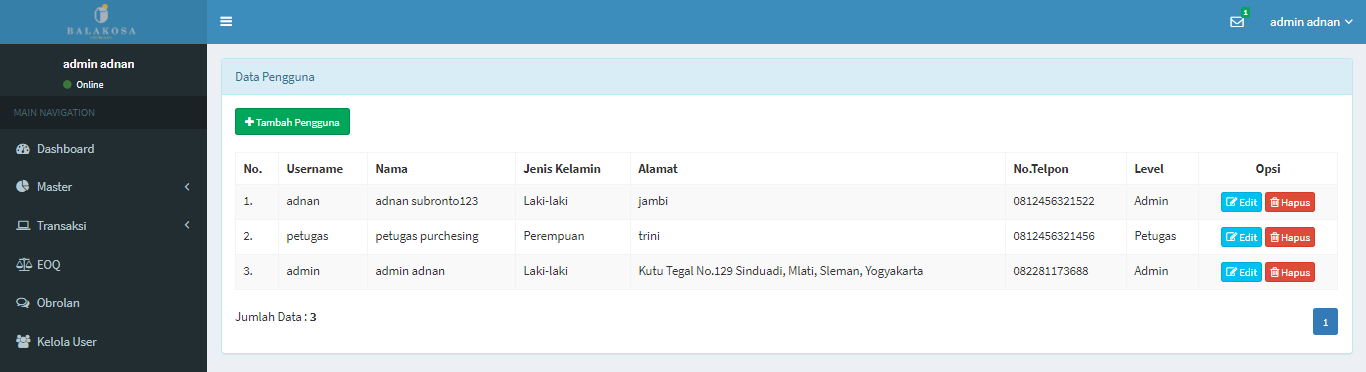 BALAKOSA
1
admin adnan
admin adnan
Online
MAIN NAVIGATION
Dashboard
Master
Transaksi
EOQ
Obrolan
Kelola User
Data Pengguna
Tambah Pengguna
No. Username Nama Jenis Kelamin Alamat No.Telpon Level Opsi
1. adnan adnan subronto123 Laki-laki jambi 0812456321522 Admin Edit Hapus
2. petugas petugas purchesing Perempuan trini 0812456321456 Petugas Edit Hapus
3. admin admin adnan Laki-laki Kutu Tegal No.129 Sinduadi, Mlati, Sleman, Yogyakarta 082281173688 Admin Edit Hapus
Jumlah Data : 3
1